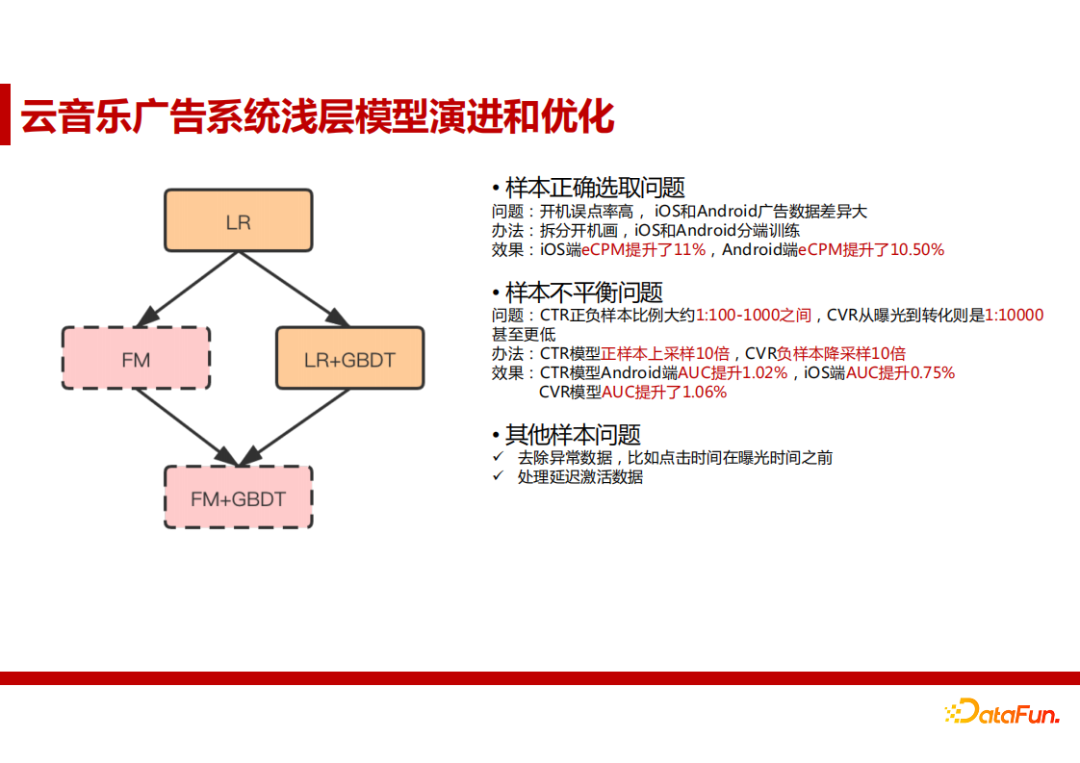 云音乐广告系统浅层模型演进和优化
LR
FM
LR+GBDT
FM+GBDT
• 样本正确选取问题
问题：开机误点率高， iOS和Android广告数据差异大
办法：拆分开机画，iOS和Android分端训练
效果：iOS端eCPM提升了11%，Android端eCPM提升了10.50%
• 样本不平衡问题
问题：CTR正负样本比例大约1:100-1000之间，CVR从曝光到转化则是1:10000
甚至更低
办法：CTR模型正样本上采样10倍，CVR负样本降采样10倍
效果：CTR模型Android端AUC提升1.02%，iOS端AUC提升0.75%
CVR模型AUC提升了1.06%
• 其他样本问题
✓ 去除异常数据，比如点击时间在曝光时间之前
✓ 处理延迟激活数据
DataFun.